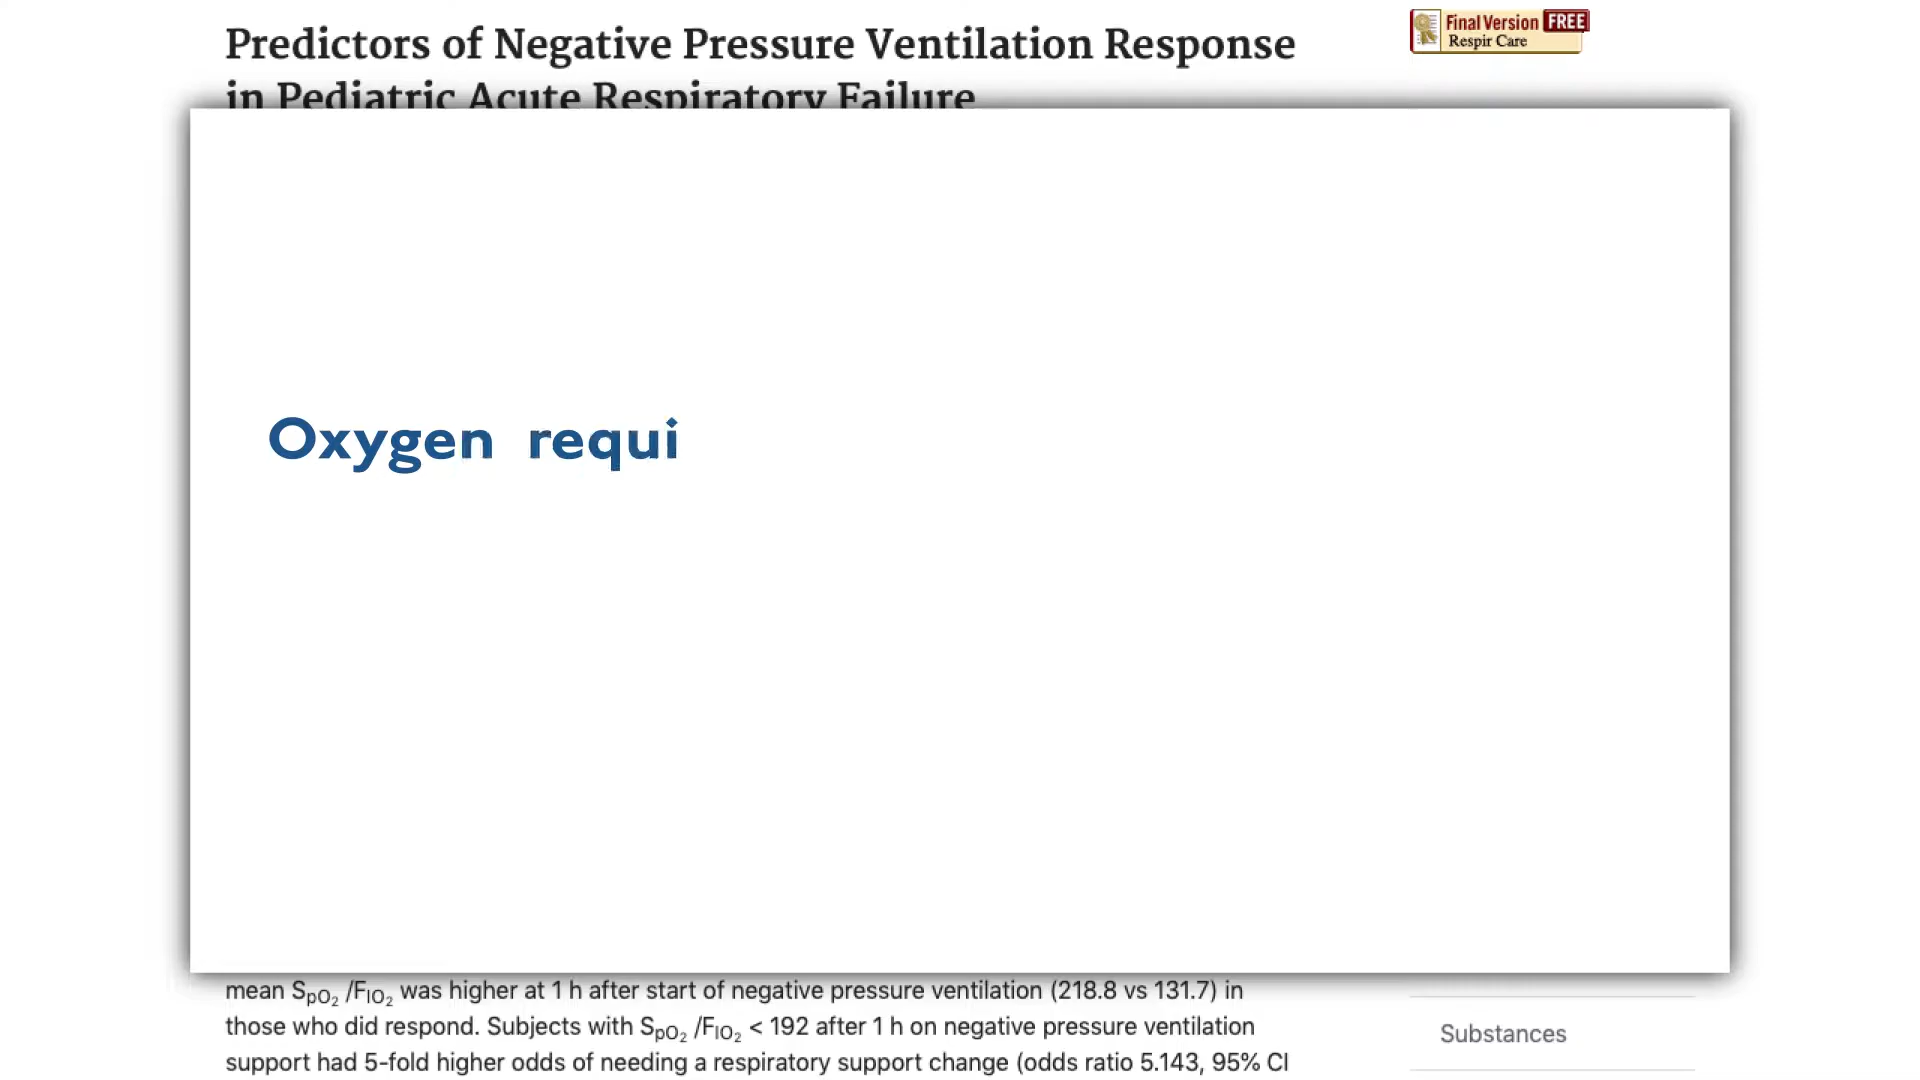 Predictors of Negative Pressure Ventilation Response
in Pediatric Acute Respiratory Failure
Final Version FREE
Respir Care
Oxygen requi
mean SpO2 /FIO2 was higher at 1 h after start of negative pressure ventilation (218.8 vs 131.7) in
those who did respond. Subjects with SpO2 /FIO2 < 192 after 1 h on negative pressure ventilation
Substances
support had 5-fold higher odds of needing a respiratory support change (odds ratio 5.143, 95% CI